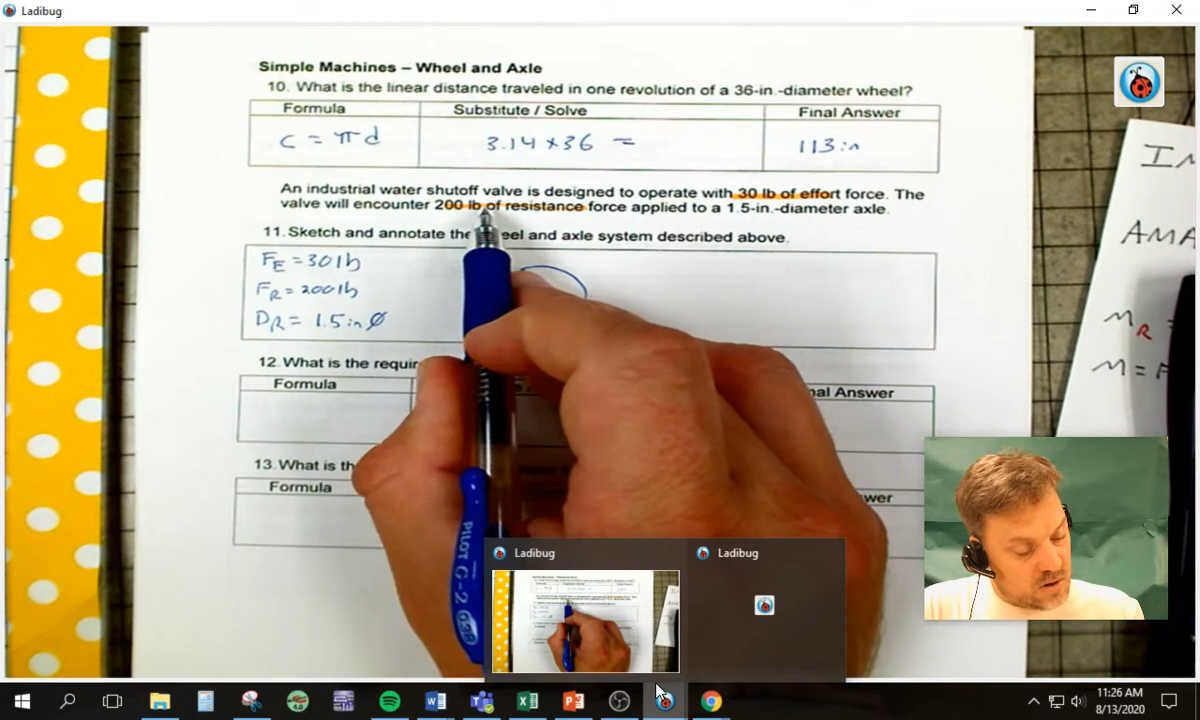 Ladibug
Simple Machines – Wheel and Axle
10. What is the linear distance traveled in one revolution of a 36-in.-diameter wheel?
Formula Substitute / Solve Final Answer
C = πd 3.14 x 36 = 113 in
An industrial water shutoff valve is designed to operate with 30 lb of effort force. The
valve will encounter 200 lb of resistance force applied to a 1.5-in.-diameter axle.
11. Sketch and annotate the wheel and axle system described above.
FE = 30 lb
FR = 200 lb
DR = 1.5 in Ø
12. What is the requir
Formula nal Answer
13. What is th
Formula wer
I
AMA
MR =
M = F
PILOT G-2
Ladibug Ladibug
11:26 AM
8/13/2020